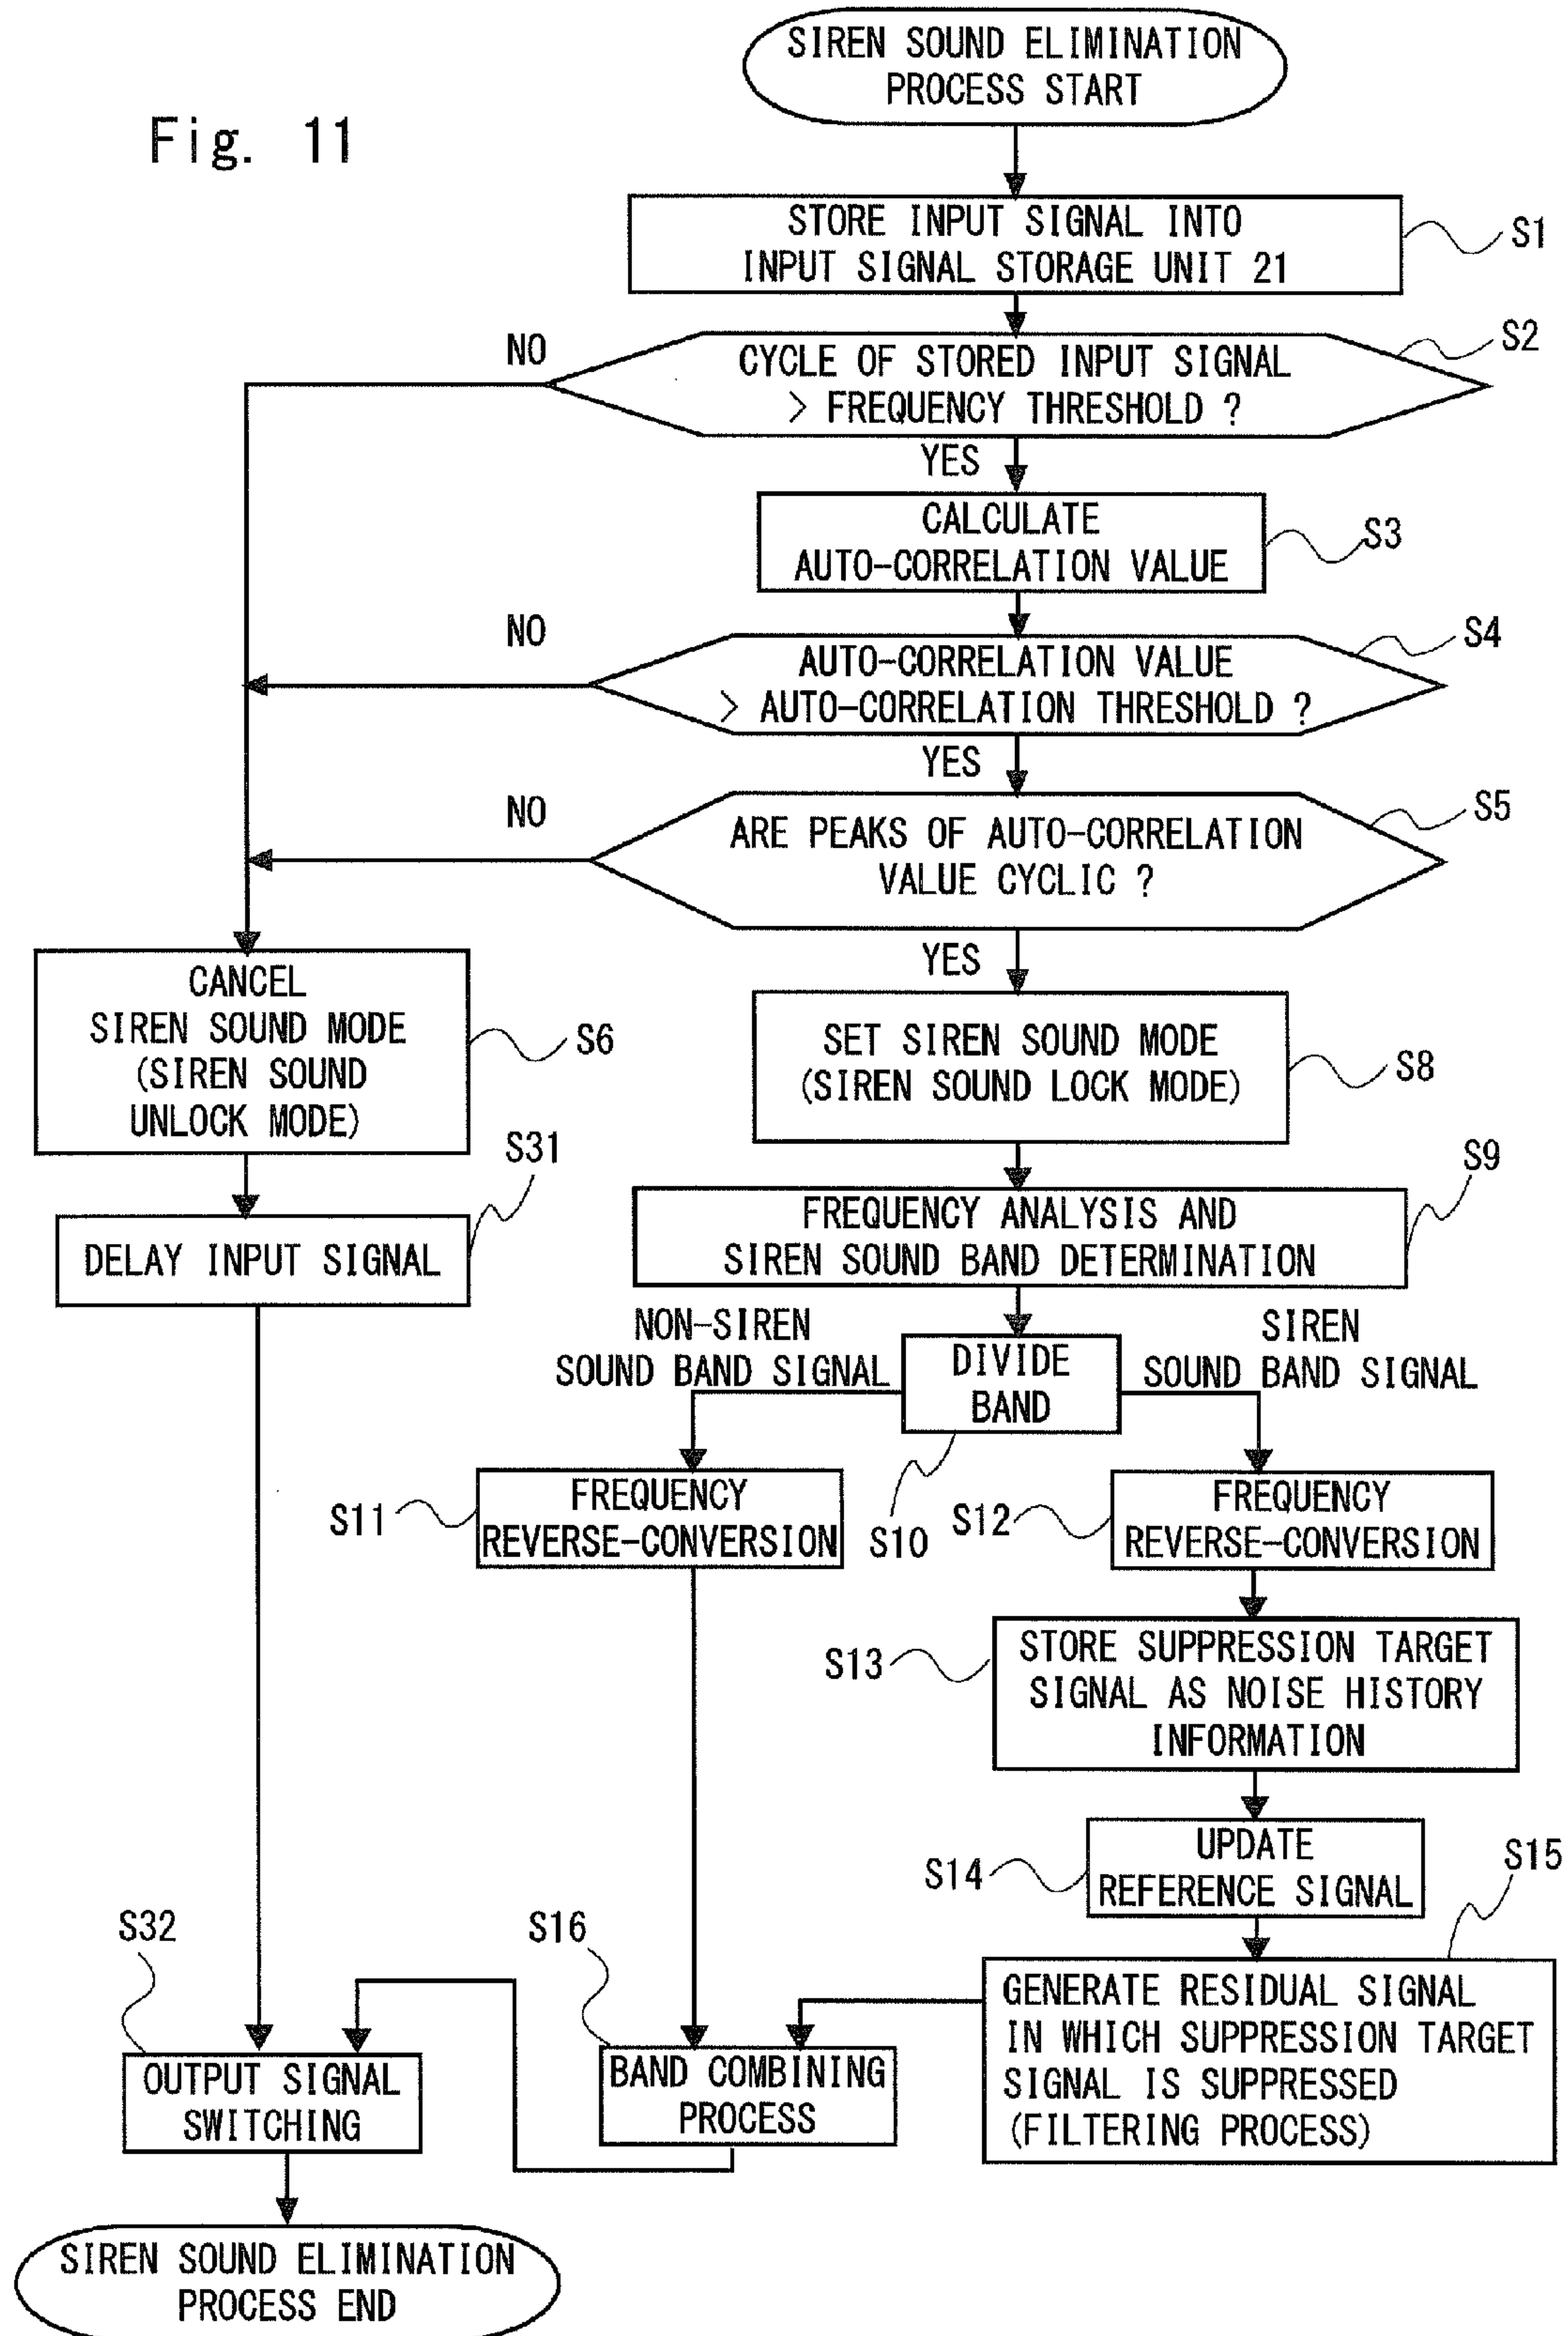 Fig. 11
SIREN SOUND ELIMINATION
PROCESS START
STORE INPUT SIGNAL INTO
INPUT SIGNAL STORAGE UNIT 21
S1
CYCLE OF STORED INPUT SIGNAL
> FREQUENCY THRESHOLD ?
S2
NO
YES
CALCULATE
AUTO-CORRELATION VALUE
S3
AUTO-CORRELATION VALUE
> AUTO-CORRELATION THRESHOLD ?
S4
NO
YES
ARE PEAKS OF AUTO-CORRELATION
VALUE CYCLIC ?
S5
NO
YES
CANCEL
SIREN SOUND MODE
(SIREN SOUND
UNLOCK MODE)
S6
SET SIREN SOUND MODE
(SIREN SOUND LOCK MODE)
S8
DELAY INPUT SIGNAL
S31
FREQUENCY ANALYSIS AND
SIREN SOUND BAND DETERMINATION
S9
NON-SIREN
SOUND BAND SIGNAL
DIVIDE
BAND
S10
SIREN
SOUND BAND SIGNAL
FREQUENCY
REVERSE-CONVERSION
S11
FREQUENCY
REVERSE-CONVERSION
S12
STORE SUPPRESSION TARGET
SIGNAL AS NOISE HISTORY
INFORMATION
S13
UPDATE
REFERENCE SIGNAL
S14
GENERATE RESIDUAL SIGNAL
IN WHICH SUPPRESSION TARGET
SIGNAL IS SUPPRESSED
(FILTERING PROCESS)
S15
BAND COMBINING
PROCESS
S16
OUTPUT SIGNAL
SWITCHING
S32
SIREN SOUND ELIMINATION
PROCESS END